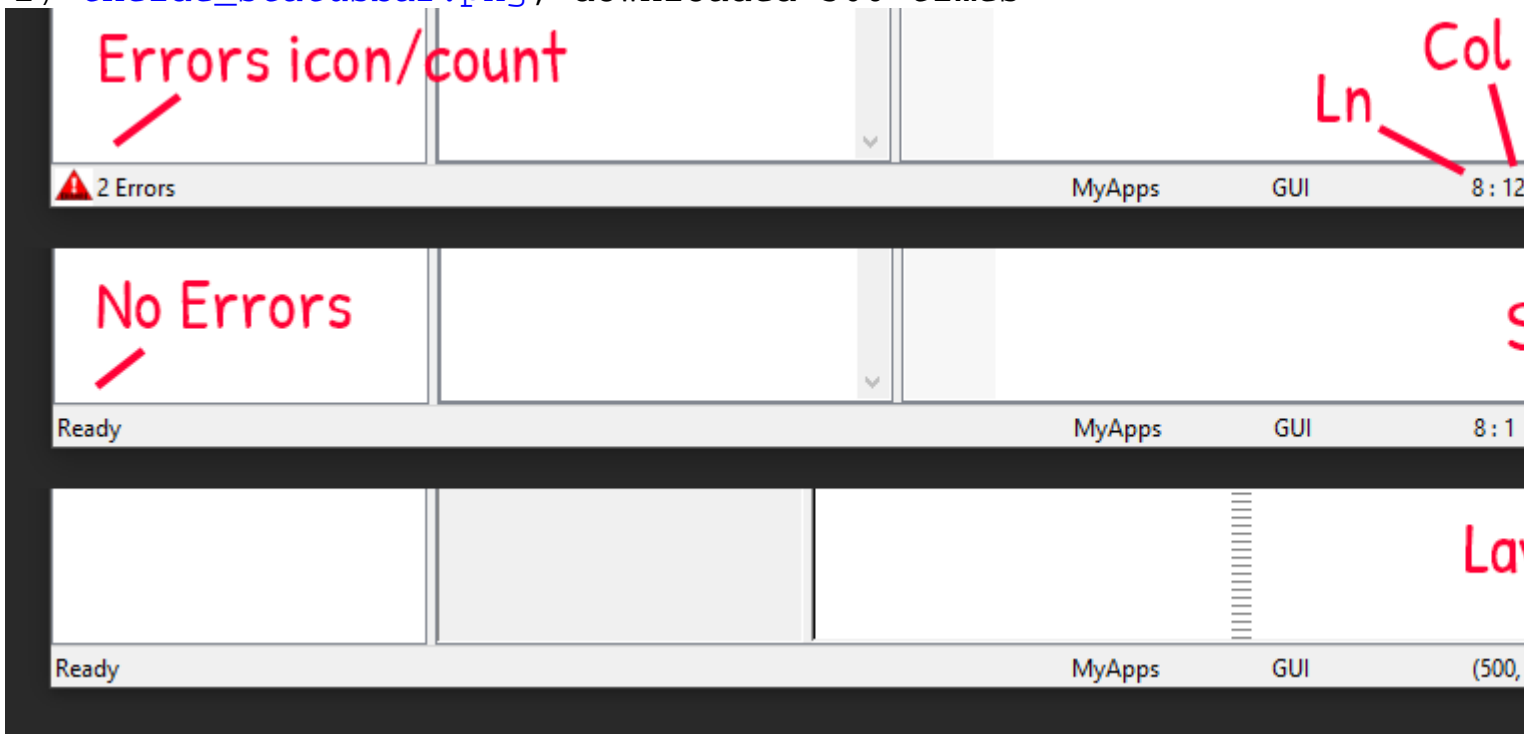 Errors icon/count
Col
Ln
2 Errors MyApps GUI 8 : 12
No Errors
Ready MyApps GUI 8 : 1
Ready MyApps GUI (500,